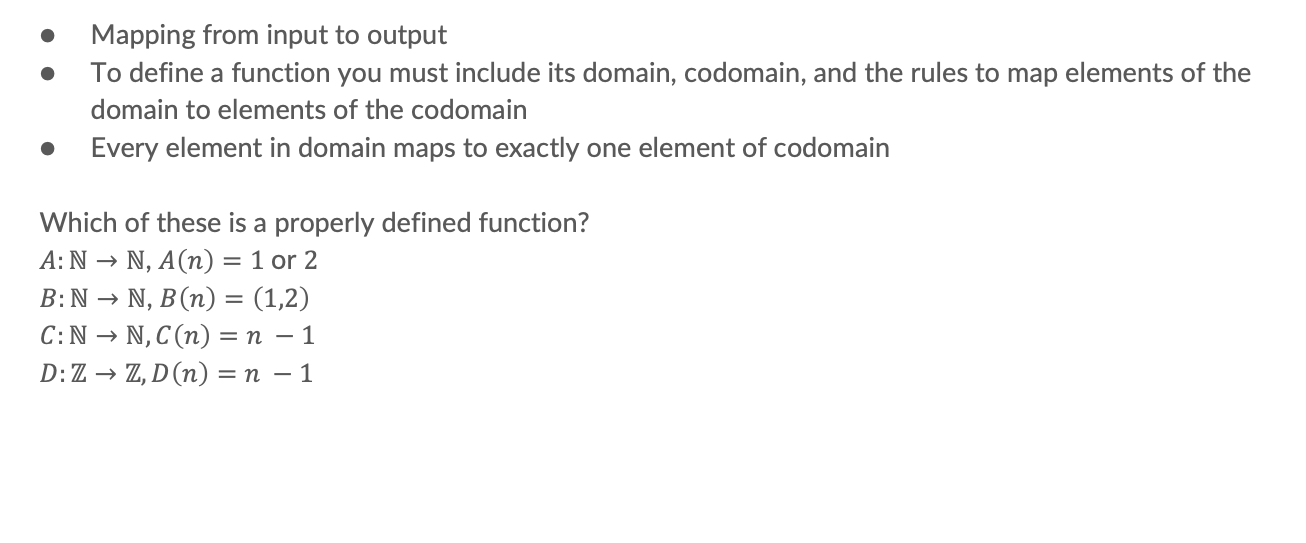 ● Mapping from input to output
● To define a function you must include its domain, codomain, and the rules to map elements of the
domain to elements of the codomain
● Every element in domain maps to exactly one element of codomain
Which of these is a properly defined function?
A: ℕ → ℕ, A(n) = 1 or 2
B: ℕ → ℕ, B(n) = (1,2)
C: ℕ → ℕ, C(n) = n − 1
D: ℤ → ℤ, D(n) = n − 1